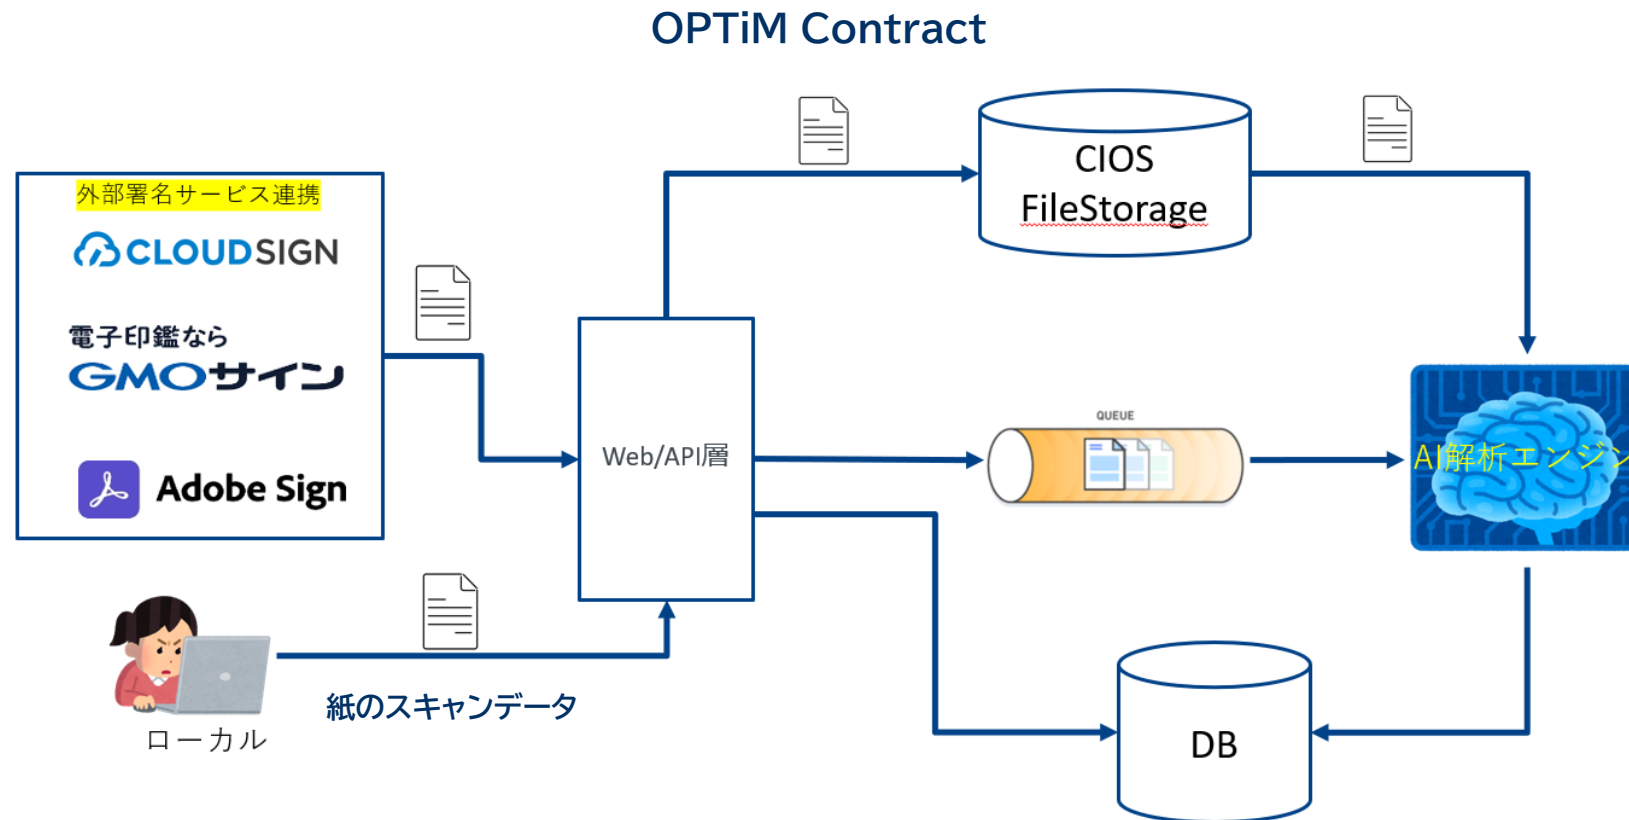 OPTiM Contract
外部署名サービス連携
CLOUDSIGN
電子印鑑なら
GMOサイン
Adobe Sign
ローカル
紙のスキャンデータ
Web/API層
CIOS
FileStorage
QUEUE
AI解析エンジン
DB